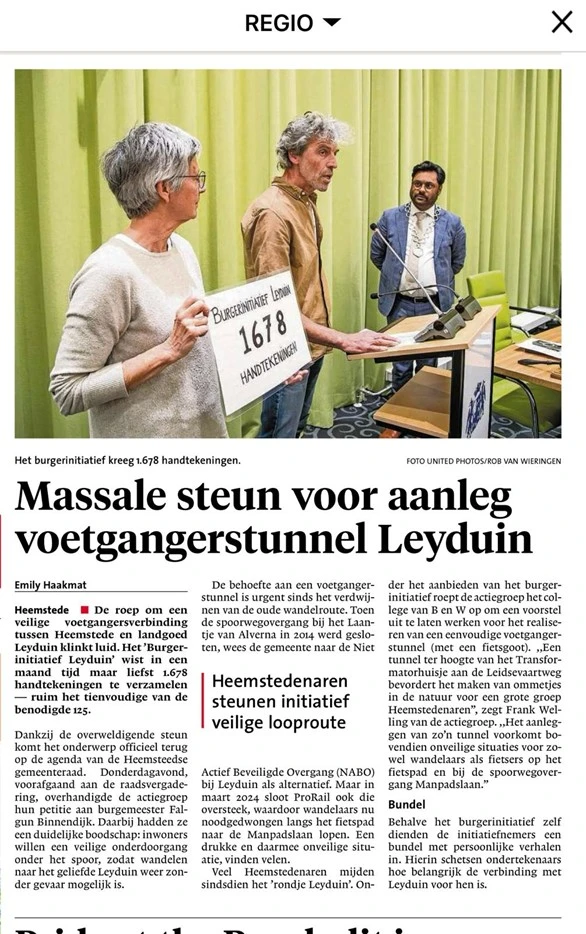 REGIO
BURGERINITIATIEF LEYDUIN
1678
HANDTEKENINGEN
Het burgerinitiatief kreeg 1.678 handtekeningen.
FOTO UNITED PHOTOS/ROB VAN WIERINGEN
Massale steun voor aanleg
voetgangerstunnel Leyduin
Emily Haakmat
Heemstede ■ De roep om een
veilige voetgangersverbinding
tussen Heemstede en landgoed
Leyduin klinkt luid. Het 'Burger-
initiatief Leyduin' wist in een
maand tijd maar liefst 1.678
handtekeningen te verzamelen
— ruim het tienvoudige van de
benodigde 125.
Dankzij de overweldigende steun
komt het onderwerp officieel terug
op de agenda van de Heemsteedse
gemeenteraad. Donderdagavond,
voorafgaand aan de raadsvergade-
ring, overhandigde de actiegroep
hun petitie aan burgemeester Fal-
gun Binnendijk. Daarbij hadden ze
een duidelijke boodschap: inwoners
willen een veilige onderdoorgang
onder het spoor, zodat wandelen
naar het geliefde Leyduin weer zon-
der gevaar mogelijk is.
De behoefte aan een voetganger-
stunnel is urgent sinds het verdwij-
nen van de oude wandelroute. Toen
de spoorwegovergang bij het Laan-
tje van Alverna in 2014 werd geslo-
ten, wees de gemeente naar de Niet
Heemstedenaren
steunen initiatief
veilige looproute
Actief Beveiligde Overgang (NABO)
bij Leyduin als alternatief. Maar in
maart 2024 sloot ProRail ook die
oversteek, waardoor wandelaars nu
noodgedwongen langs het fietspad
naar de Manpadslaan lopen. Een
drukke en daarmee onveilige situ-
atie, vinden velen.
Veel Heemstedenaren mijden
sindsdien het 'rondje Leyduin'. On-
der het aanbieden van het burger-
initiatief roept de actiegroep het col-
lege van B en W op om een voorstel
uit te laten werken voor het realise-
ren van een eenvoudige voetganger-
stunnel (met een fietsgoot). ,,Een
tunnel ter hoogte van het Transfor-
matorhuisje aan de Leidsevaartweg
bevordert het maken van ommetjes
in de natuur voor een grote groep
Heemstedenaren", zegt Frank Wel-
ling van de actiegroep. ,,Het aanleg-
gen van zo'n tunnel voorkomt bo-
vendien onveilige situaties voor zo-
wel wandelaars als fietsers op het
fietspad en bij de spoorwegover-
gang Manpadslaan."
Bundel
Behalve het burgerinitiatief zelf
dienden de initiatiefnemers een
bundel met persoonlijke verhalen
in. Hierin schetsen ondertekenaars
hoe belangrijk de verbinding met
Leyduin voor hen is.